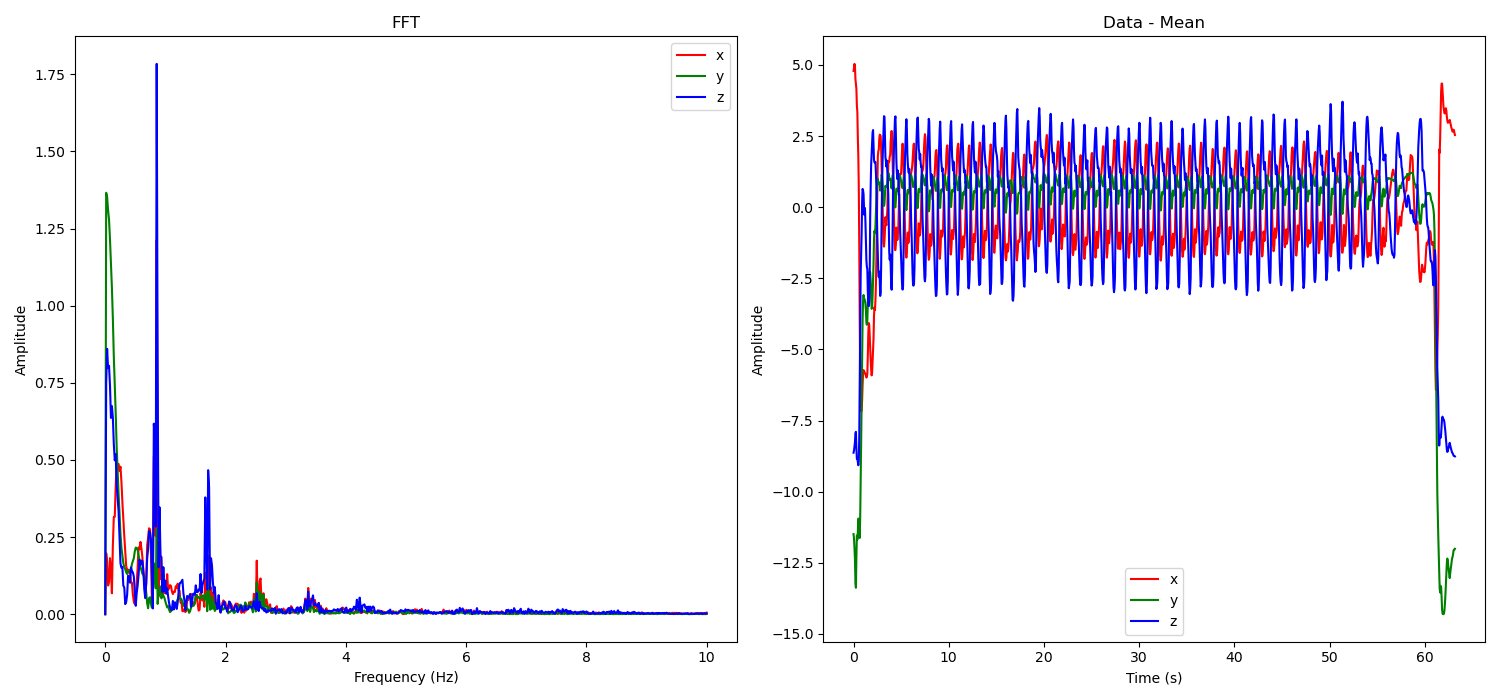 FFT
x
y
z
1.75
1.50
1.25
1.00
0.75
0.50
0.25
0.00
Amplitude
0
2
4
6
8
10
Frequency (Hz)
Data - Mean
5.0
2.5
0.0
−2.5
−5.0
−7.5
−10.0
−12.5
−15.0
Amplitude
x
y
z
0
10
20
30
40
50
60
Time (s)